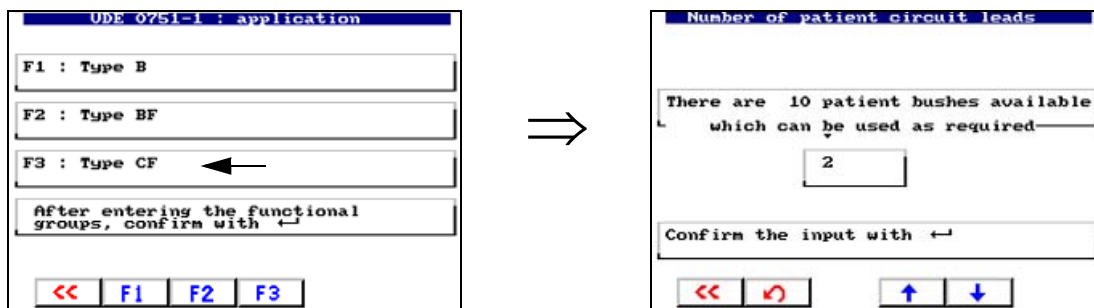 UDE 0751-1 : application
F1 : Type B
F2 : Type BF
F3 : Type CF
After entering the functional
groups, confirm with ↵
<< F1 F2 F3
Number of patient circuit leads
There are 10 patient bushes available
which can be used as required
2
Confirm the input with ↵
<<